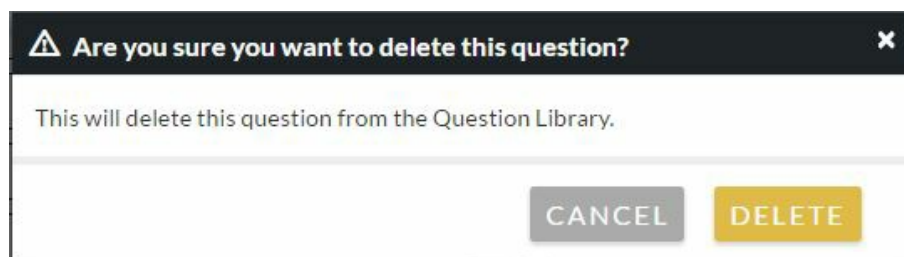 Are you sure you want to delete this question?
This will delete this question from the Question Library.
CANCEL DELETE